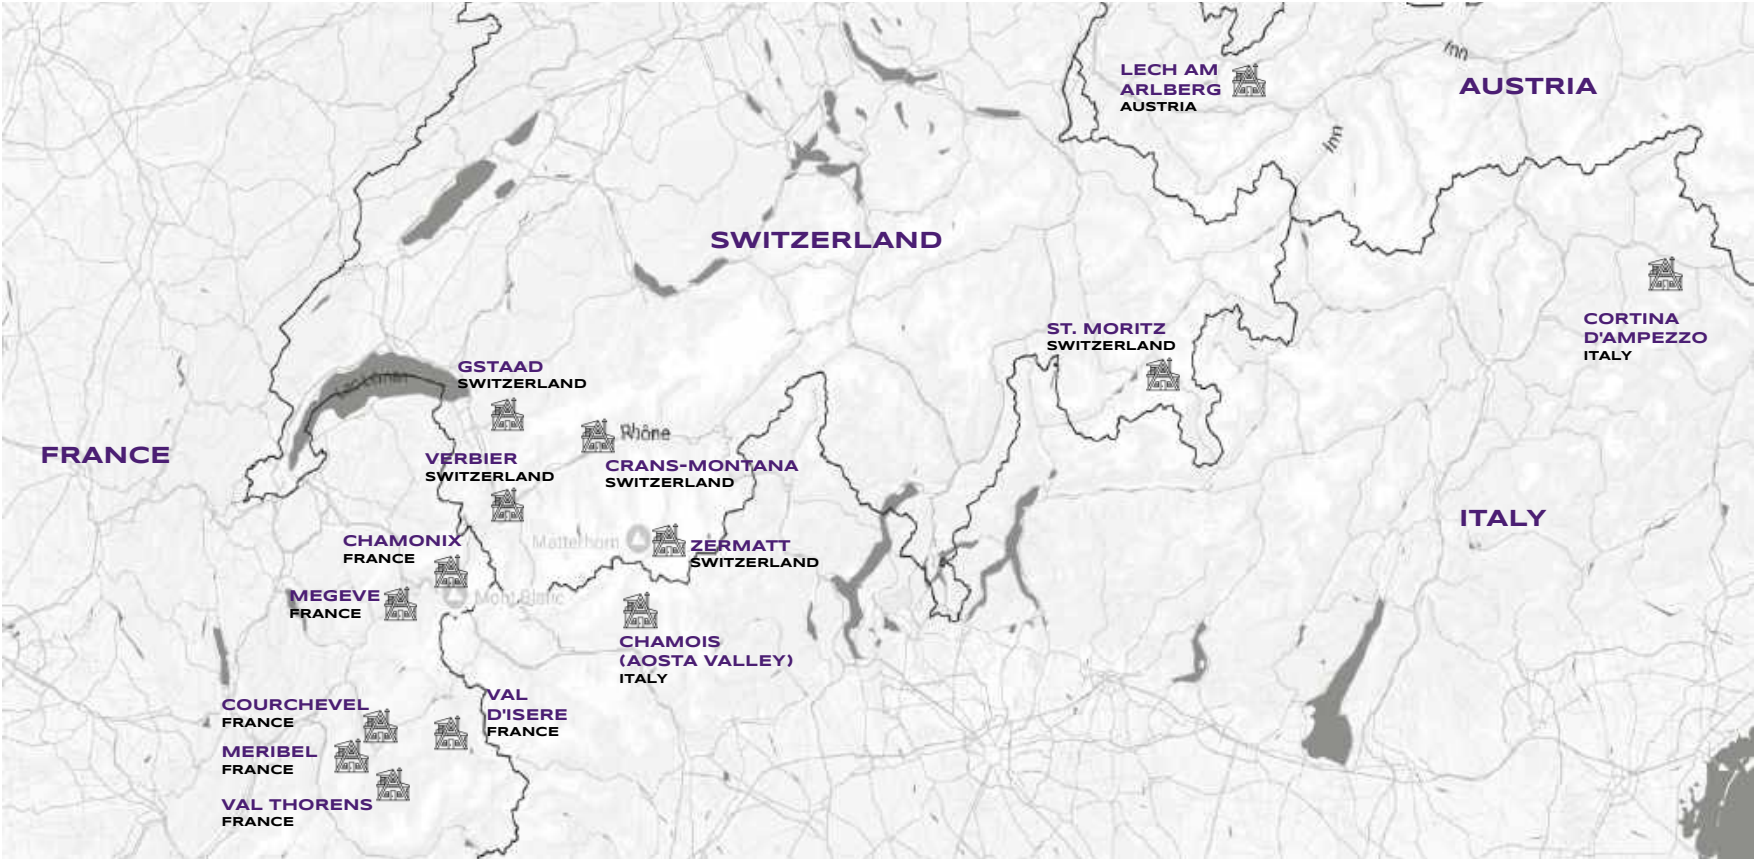 Inn
LECH AM
ARLBERG
AUSTRIA
AUSTRIA
Inn
SWITZERLAND
CORTINA
D'AMPEZZO
ITALY
ST. MORITZ
SWITZERLAND
GSTAAD
SWITZERLAND
Lac Léman
Rhône
FRANCE
VERBIER
SWITZERLAND
CRANS-MONTANA
SWITZERLAND
ITALY
CHAMONIX
FRANCE
Matterhorn
ZERMATT
SWITZERLAND
MEGEVE
FRANCE
Mont Blanc
CHAMOIS
(AOSTA VALLEY)
ITALY
COURCHEVEL
FRANCE
VAL
D'ISERE
FRANCE
MERIBEL
FRANCE
VAL THORENS
FRANCE